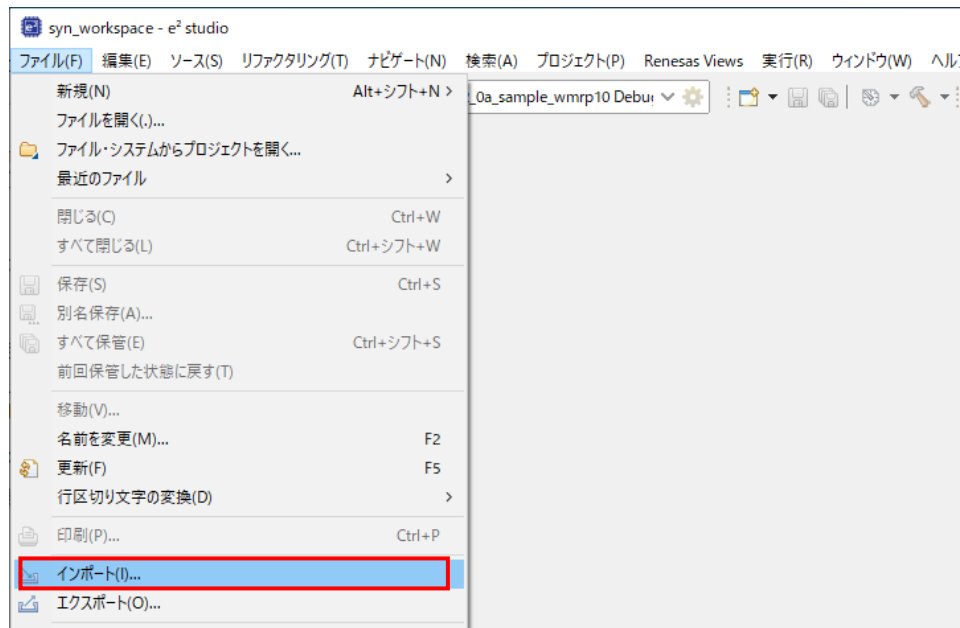 syn_workspace - e² studio
ファイル(F) 編集(E) ソース(S) リファクタリング(T) ナビゲート(N) 検索(A) プロジェクト(P) Renesas Views 実行(R) ウィンドウ(W) ヘル
新規(N) Alt+シフト+N >
_0a_sample_wmrp10 Debu
ファイルを開く(.)...
ファイル・システムからプロジェクトを開く...
最近のファイル >
閉じる(C) Ctrl+W
すべて閉じる(L) Ctrl+シフト+W
保存(S) Ctrl+S
別名保存(A)...
すべて保管(E) Ctrl+シフト+S
前回保管した状態に戻す(T)
移動(V)...
名前を変更(M)... F2
更新(F) F5
行区切り文字の変換(D) >
印刷(P)... Ctrl+P
インポート(I)...
エクスポート(O)...